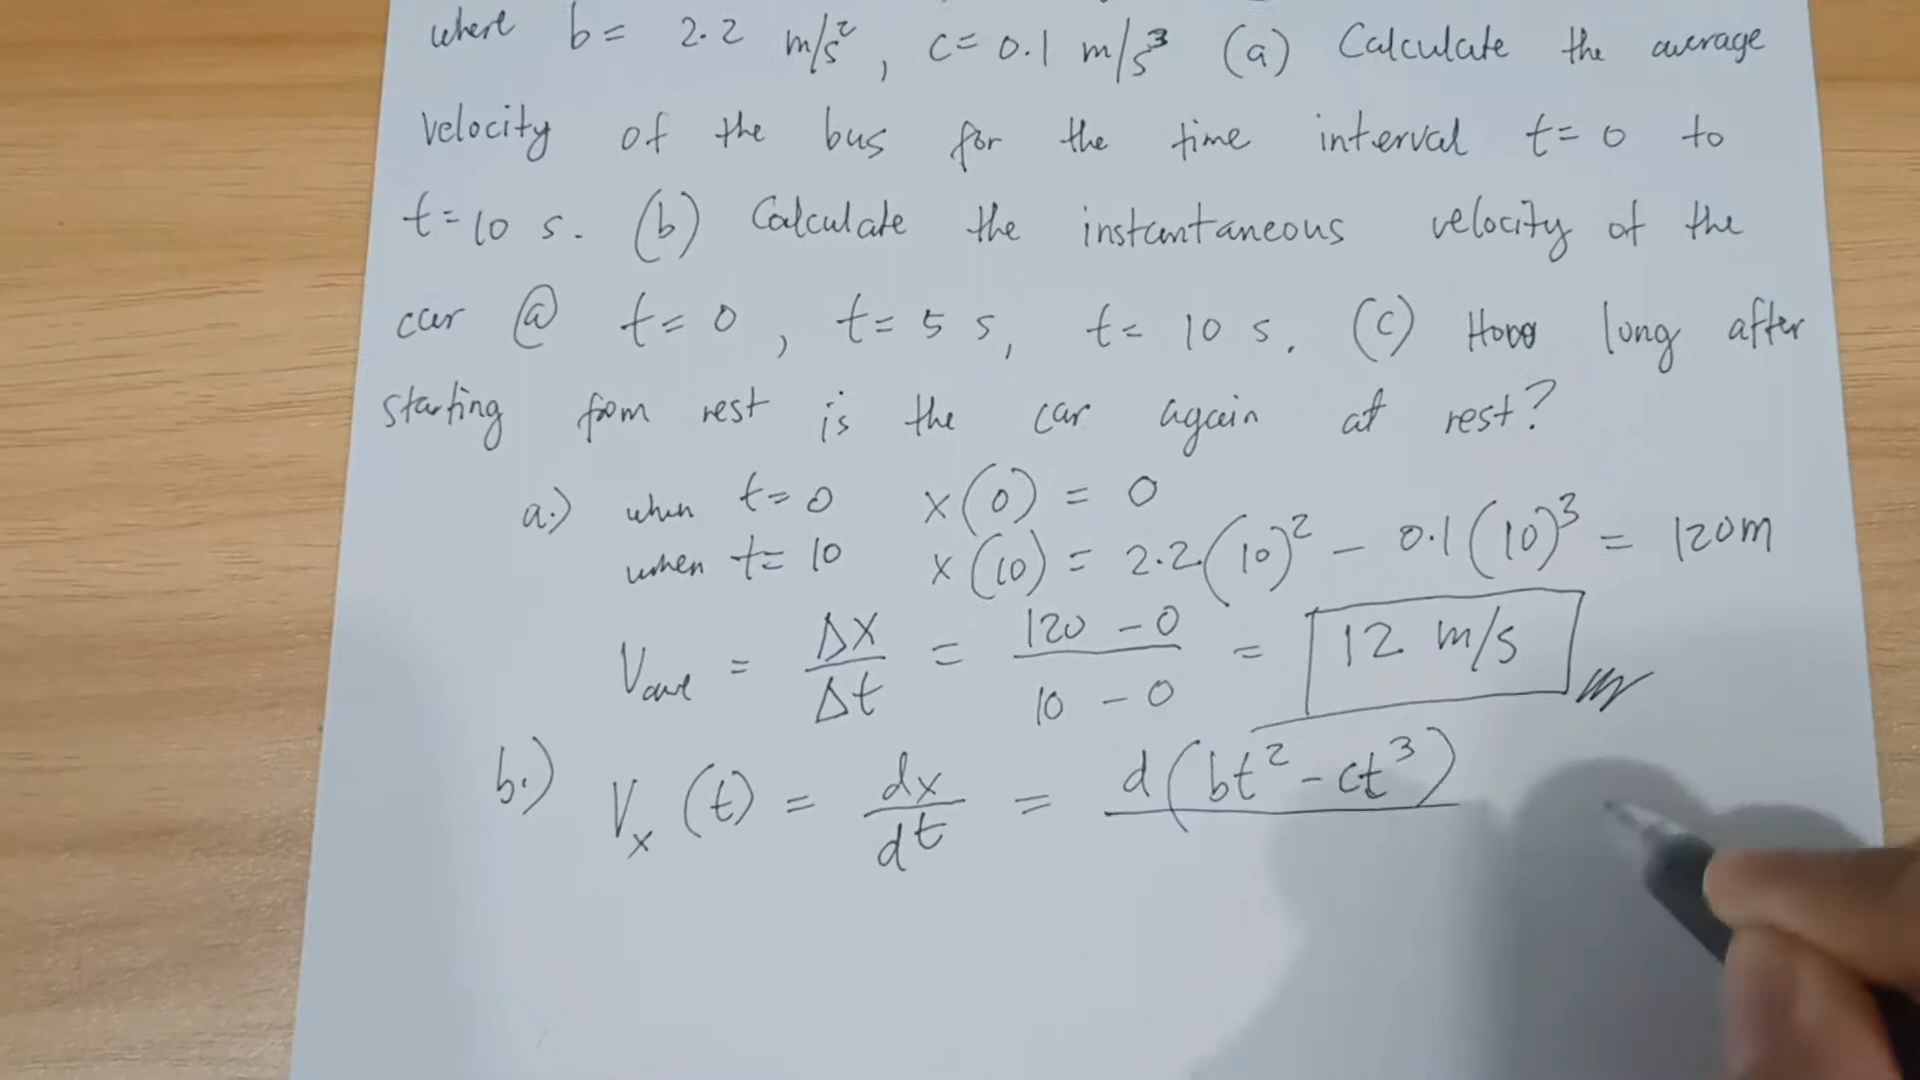 where b = 2.2 m/s², c = 0.1 m/s³ (a) Calculate the average
velocity of the bus for the time interval t = 0 to
t = 10 s. (b) Calculate the instantaneous velocity of the
car @ t = 0, t = 5 s, t = 10 s. (c) How long after
starting from rest is the car again at rest?
a.) when t = 0 x(0) = 0
when t = 10 x(10) = 2.2(10)² - 0.1(10)³ = 120m
Vave = Δx/Δt = (120 - 0)/(10 - 0) = 12 m/s
b.) Vx(t) = dx/dt = d(bt² - ct³)